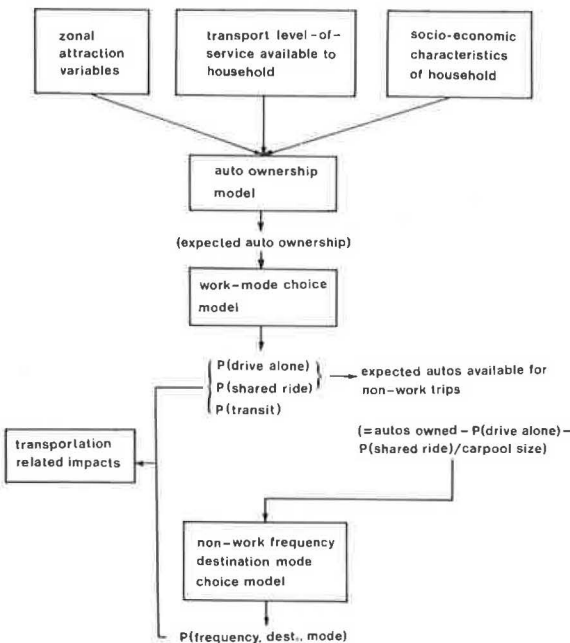 zonal
attraction
variables
transport level-of-
service available to
household
socio-economic
characteristics
of household
auto ownership
model
(expected auto ownership)
work-mode choice
model
P(drive alone)
P(shared ride)
P(transit)
expected autos available for
non-work trips
(=autos owned - P(drive alone) -
P(shared ride)/carpool size)
transportation
related impacts
non-work frequency
destination mode
choice model
P(frequency, dest., mode)